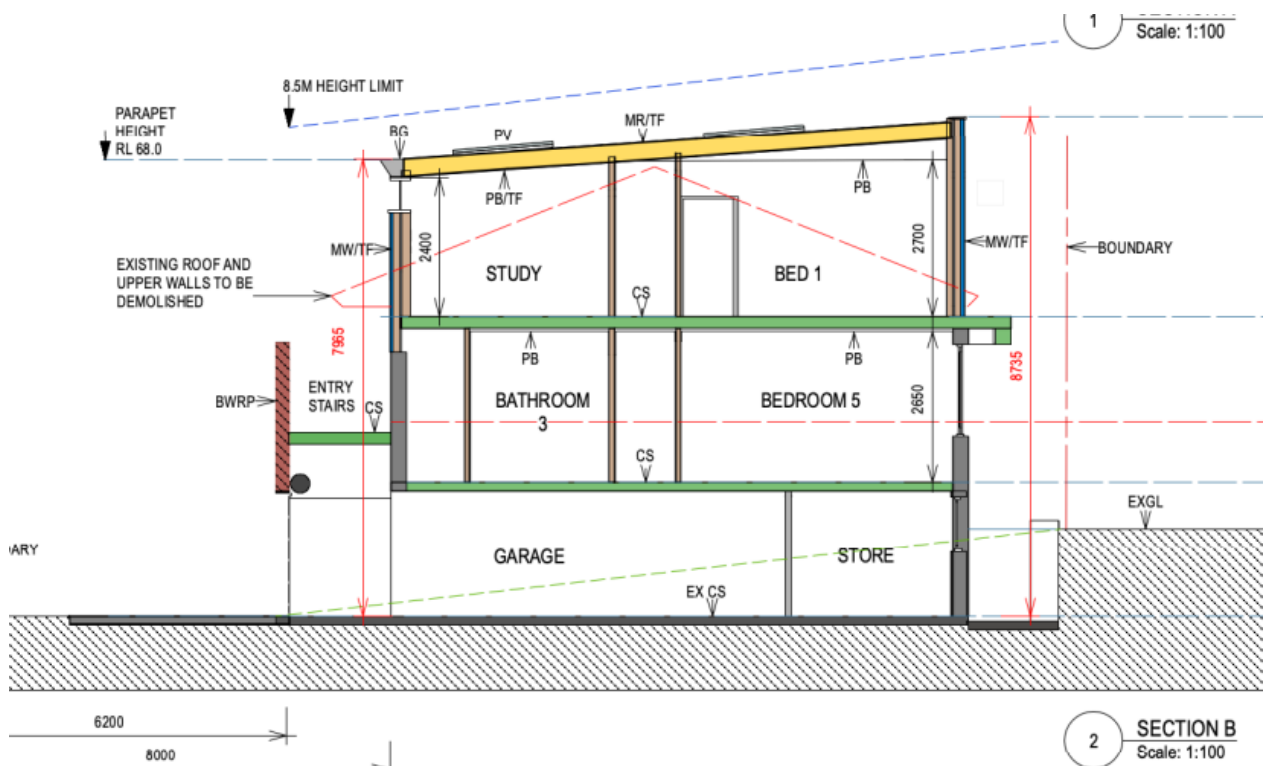 1
Scale: 1:100
8.5M HEIGHT LIMIT
PARAPET
HEIGHT
RL 68.0
BG
PV
MR/TF
PB/TF
PB
MW/TF
2400
2700
MW/TF
BOUNDARY
EXISTING ROOF AND
UPPER WALLS TO BE
DEMOLISHED
STUDY
BED 1
CS
7965
8735
PB
PB
ENTRY
STAIRS
CS
BWRP
BATHROOM
3
BEDROOM 5
2650
CS
EXGL
GARAGE
STORE
EX CS
6200
8000
2
SECTION B
Scale: 1:100